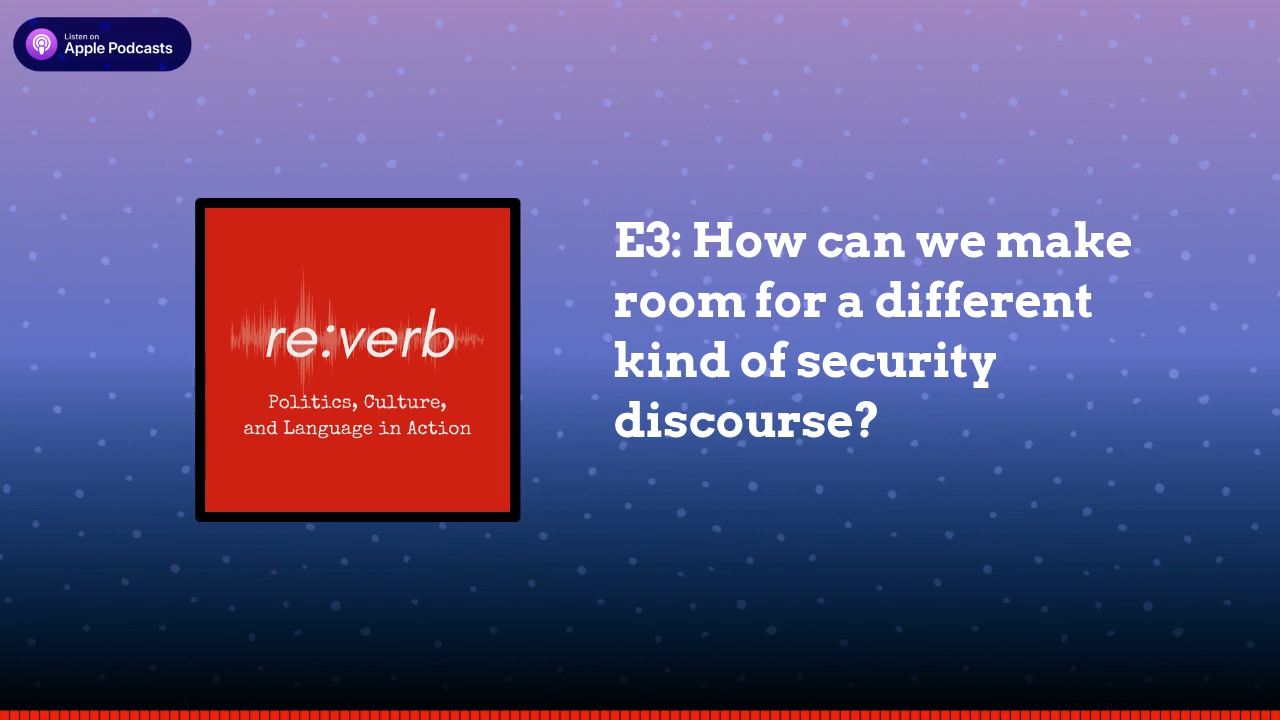 Listen on
Apple Podcasts
re:verb
Politics, Culture,
and Language in Action
E3: How can we make
room for a different
kind of security
discourse?